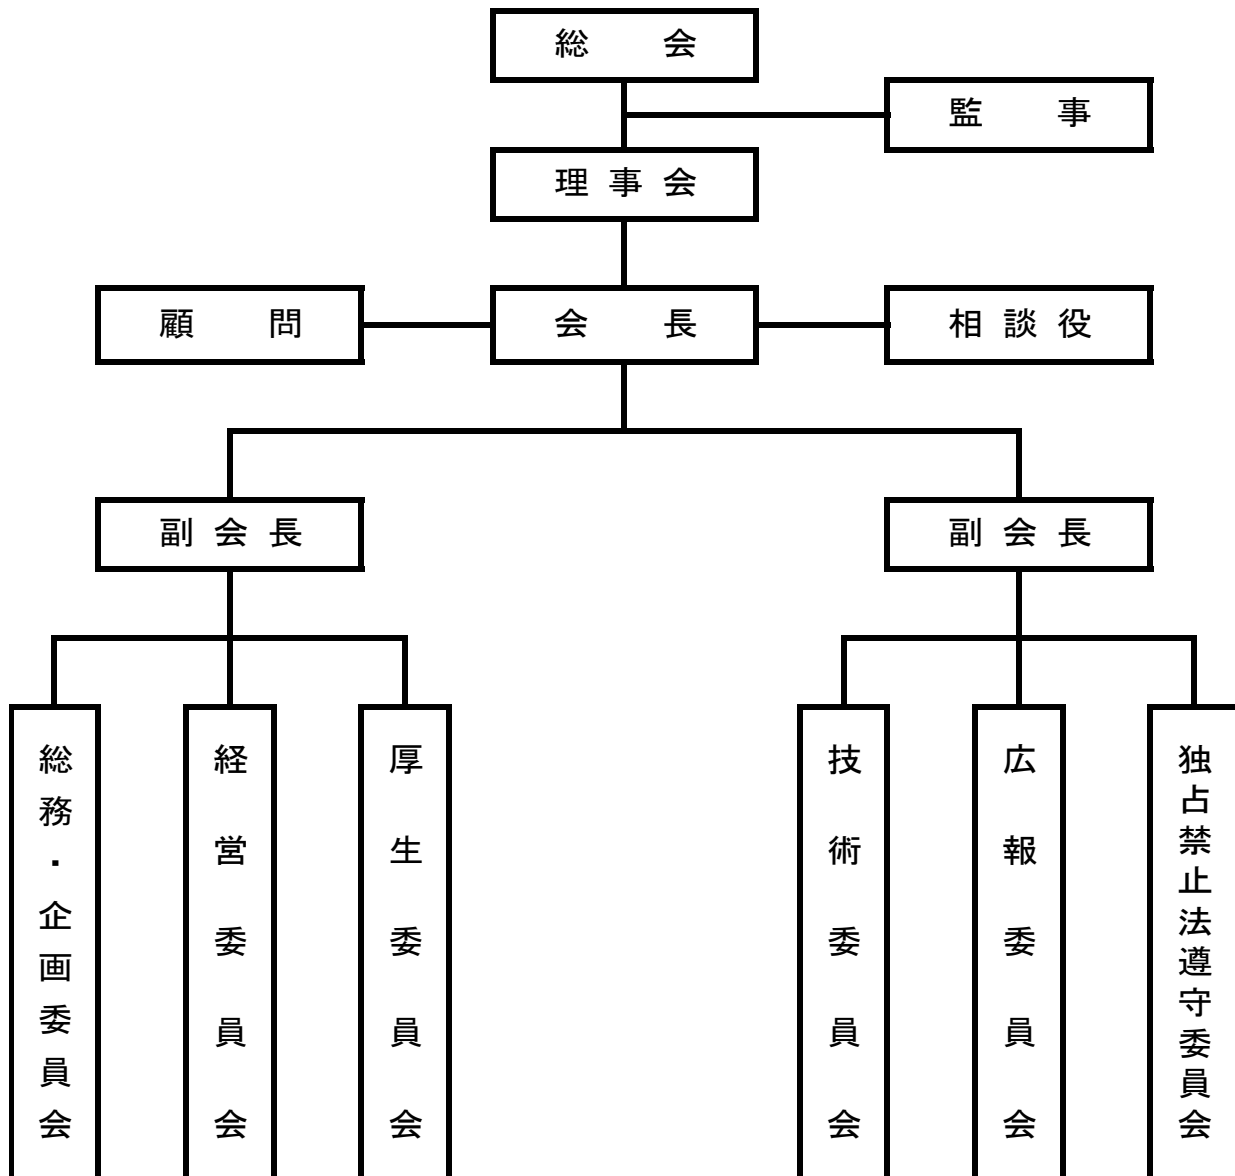 総会
監事
理事会
顧問
会長
相談役
副会長
副会長
総務・企画委員会
経営委員会
厚生委員会
技術委員会
広報委員会
独占禁止法遵守委員会